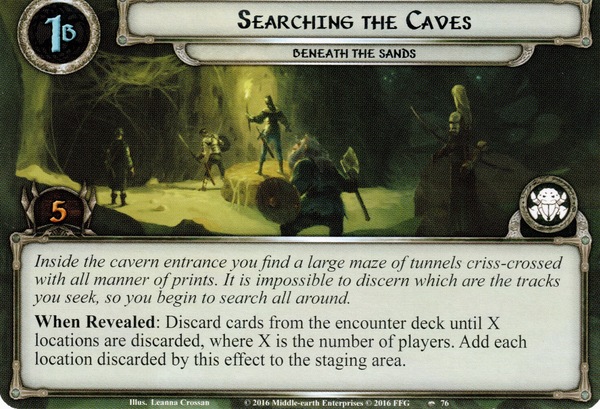 1B
SEARCHING THE CAVES
BENEATH THE SANDS
5
Inside the cavern entrance you find a large maze of tunnels criss-crossed
with all manner of prints. It is impossible to discern which are the tracks
you seek, so you begin to search all around.
When Revealed: Discard cards from the encounter deck until X
locations are discarded, where X is the number of players. Add each
location discarded by this effect to the staging area.
Illus. Leanna Crossan © 2016 Middle-earth Enterprises © 2016 FFG 76